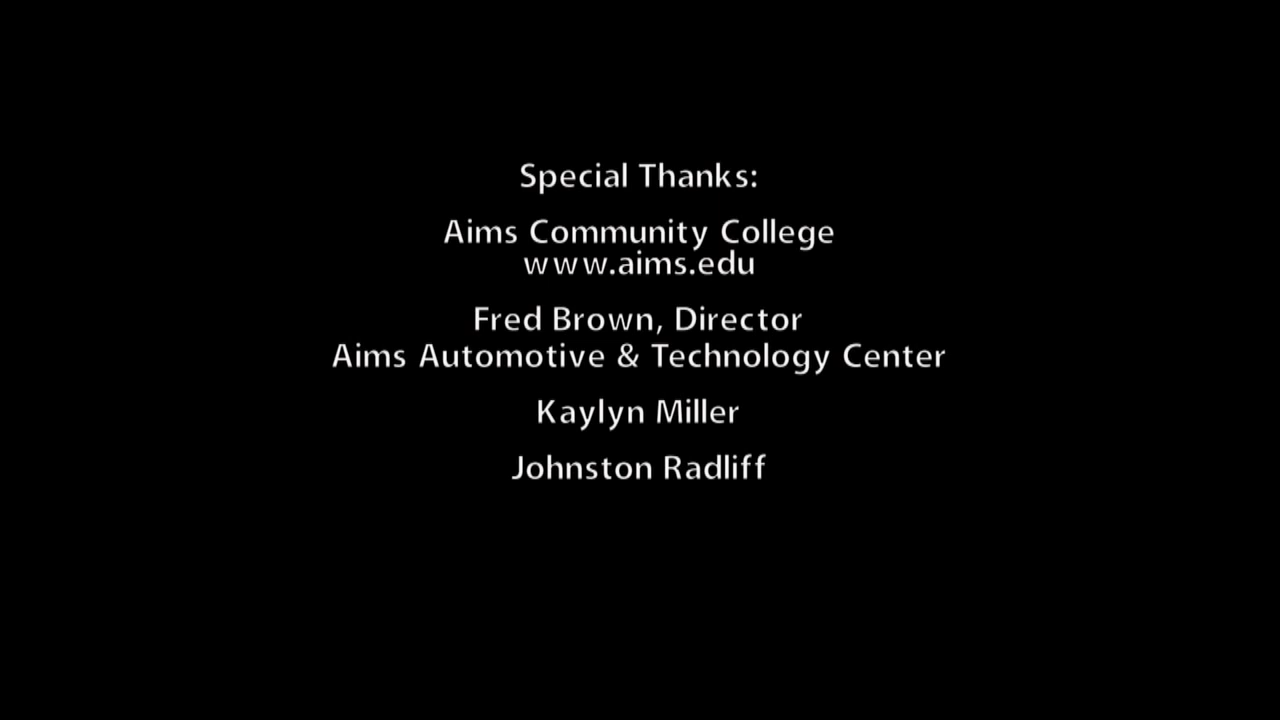 Special Thanks:
Aims Community College
www.aims.edu
Fred Brown, Director
Aims Automotive & Technology Center
Kaylyn Miller
Johnston Radliff